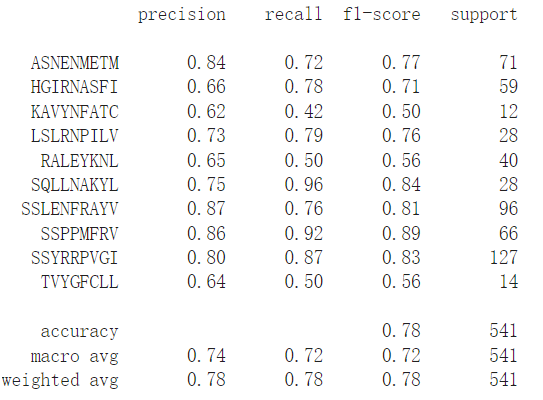 precision recall f1-score support
ASNENMETM 0.84 0.72 0.77 71
HGIRNASFI 0.66 0.78 0.71 59
KAVYNFATC 0.62 0.42 0.50 12
LSLRNPILV 0.73 0.79 0.76 28
RALEYKNL 0.65 0.50 0.56 40
SQLLNAKYL 0.75 0.96 0.84 28
SSLENFRAYV 0.87 0.76 0.81 96
SSPPMFRV 0.86 0.92 0.89 66
SSYRRPVGI 0.80 0.87 0.83 127
TVYGFCLL 0.64 0.50 0.56 14
accuracy 0.78 541
macro avg 0.74 0.72 0.72 541
weighted avg 0.78 0.78 0.78 541